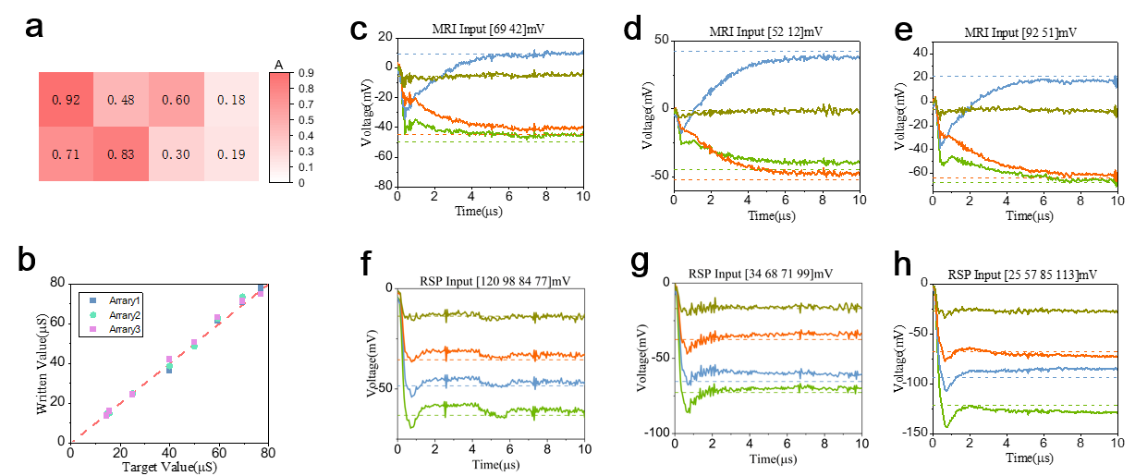 a
A
0.92 0.48 0.60 0.18
0.71 0.83 0.30 0.19
0.9
0.8
0.7
0.6
0.5
0.4
0.3
0.2
0.1
0
b
Written Value(μS)
80
60
40
20
0
Arrary1
Arrary2
Arrary3
0 20 40 60 80
Target Value(μS)
c
MRI Input [69 42]mV
Voltage(mV)
20
0
-20
-40
-60
-80
0 2 4 6 8 10
Time(μs)
d
MRI Input [52 12]mV
Voltage(mV)
50
0
-50
0 2 4 6 8 10
Time(μs)
e
MRI Input [92 51]mV
Voltage(mV)
40
20
0
-20
-40
-60
0 2 4 6 8 10
Time(μs)
f
RSP Input [120 98 84 77]mV
Voltage(mV)
0
-50
0 2 4 6 8 10
Time(μs)
g
RSP Input [34 68 71 99]mV
Voltage(mV)
0
-50
-100
0 2 4 6 8 10
Time(μs)
h
RSP Input [25 57 85 113]mV
Voltage(mV)
0
-50
-100
-150
0 2 4 6 8 10
Time(μs)